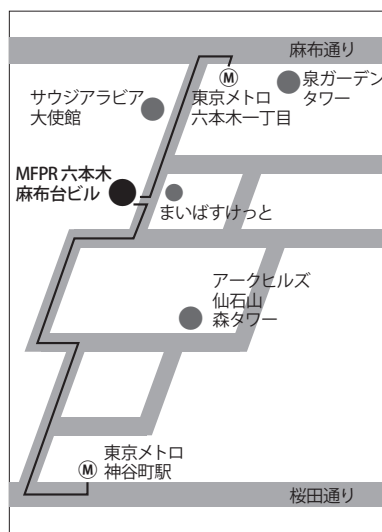 麻布通り
Ⓜ
泉ガーデン
タワー
サウジアラビア
大使館
東京メトロ
六本木一丁目
MFPR 六本木
麻布台ビル
まいばすけっと
アークヒルズ
仙石山
森タワー
東京メトロ
神谷町駅
Ⓜ
桜田通り